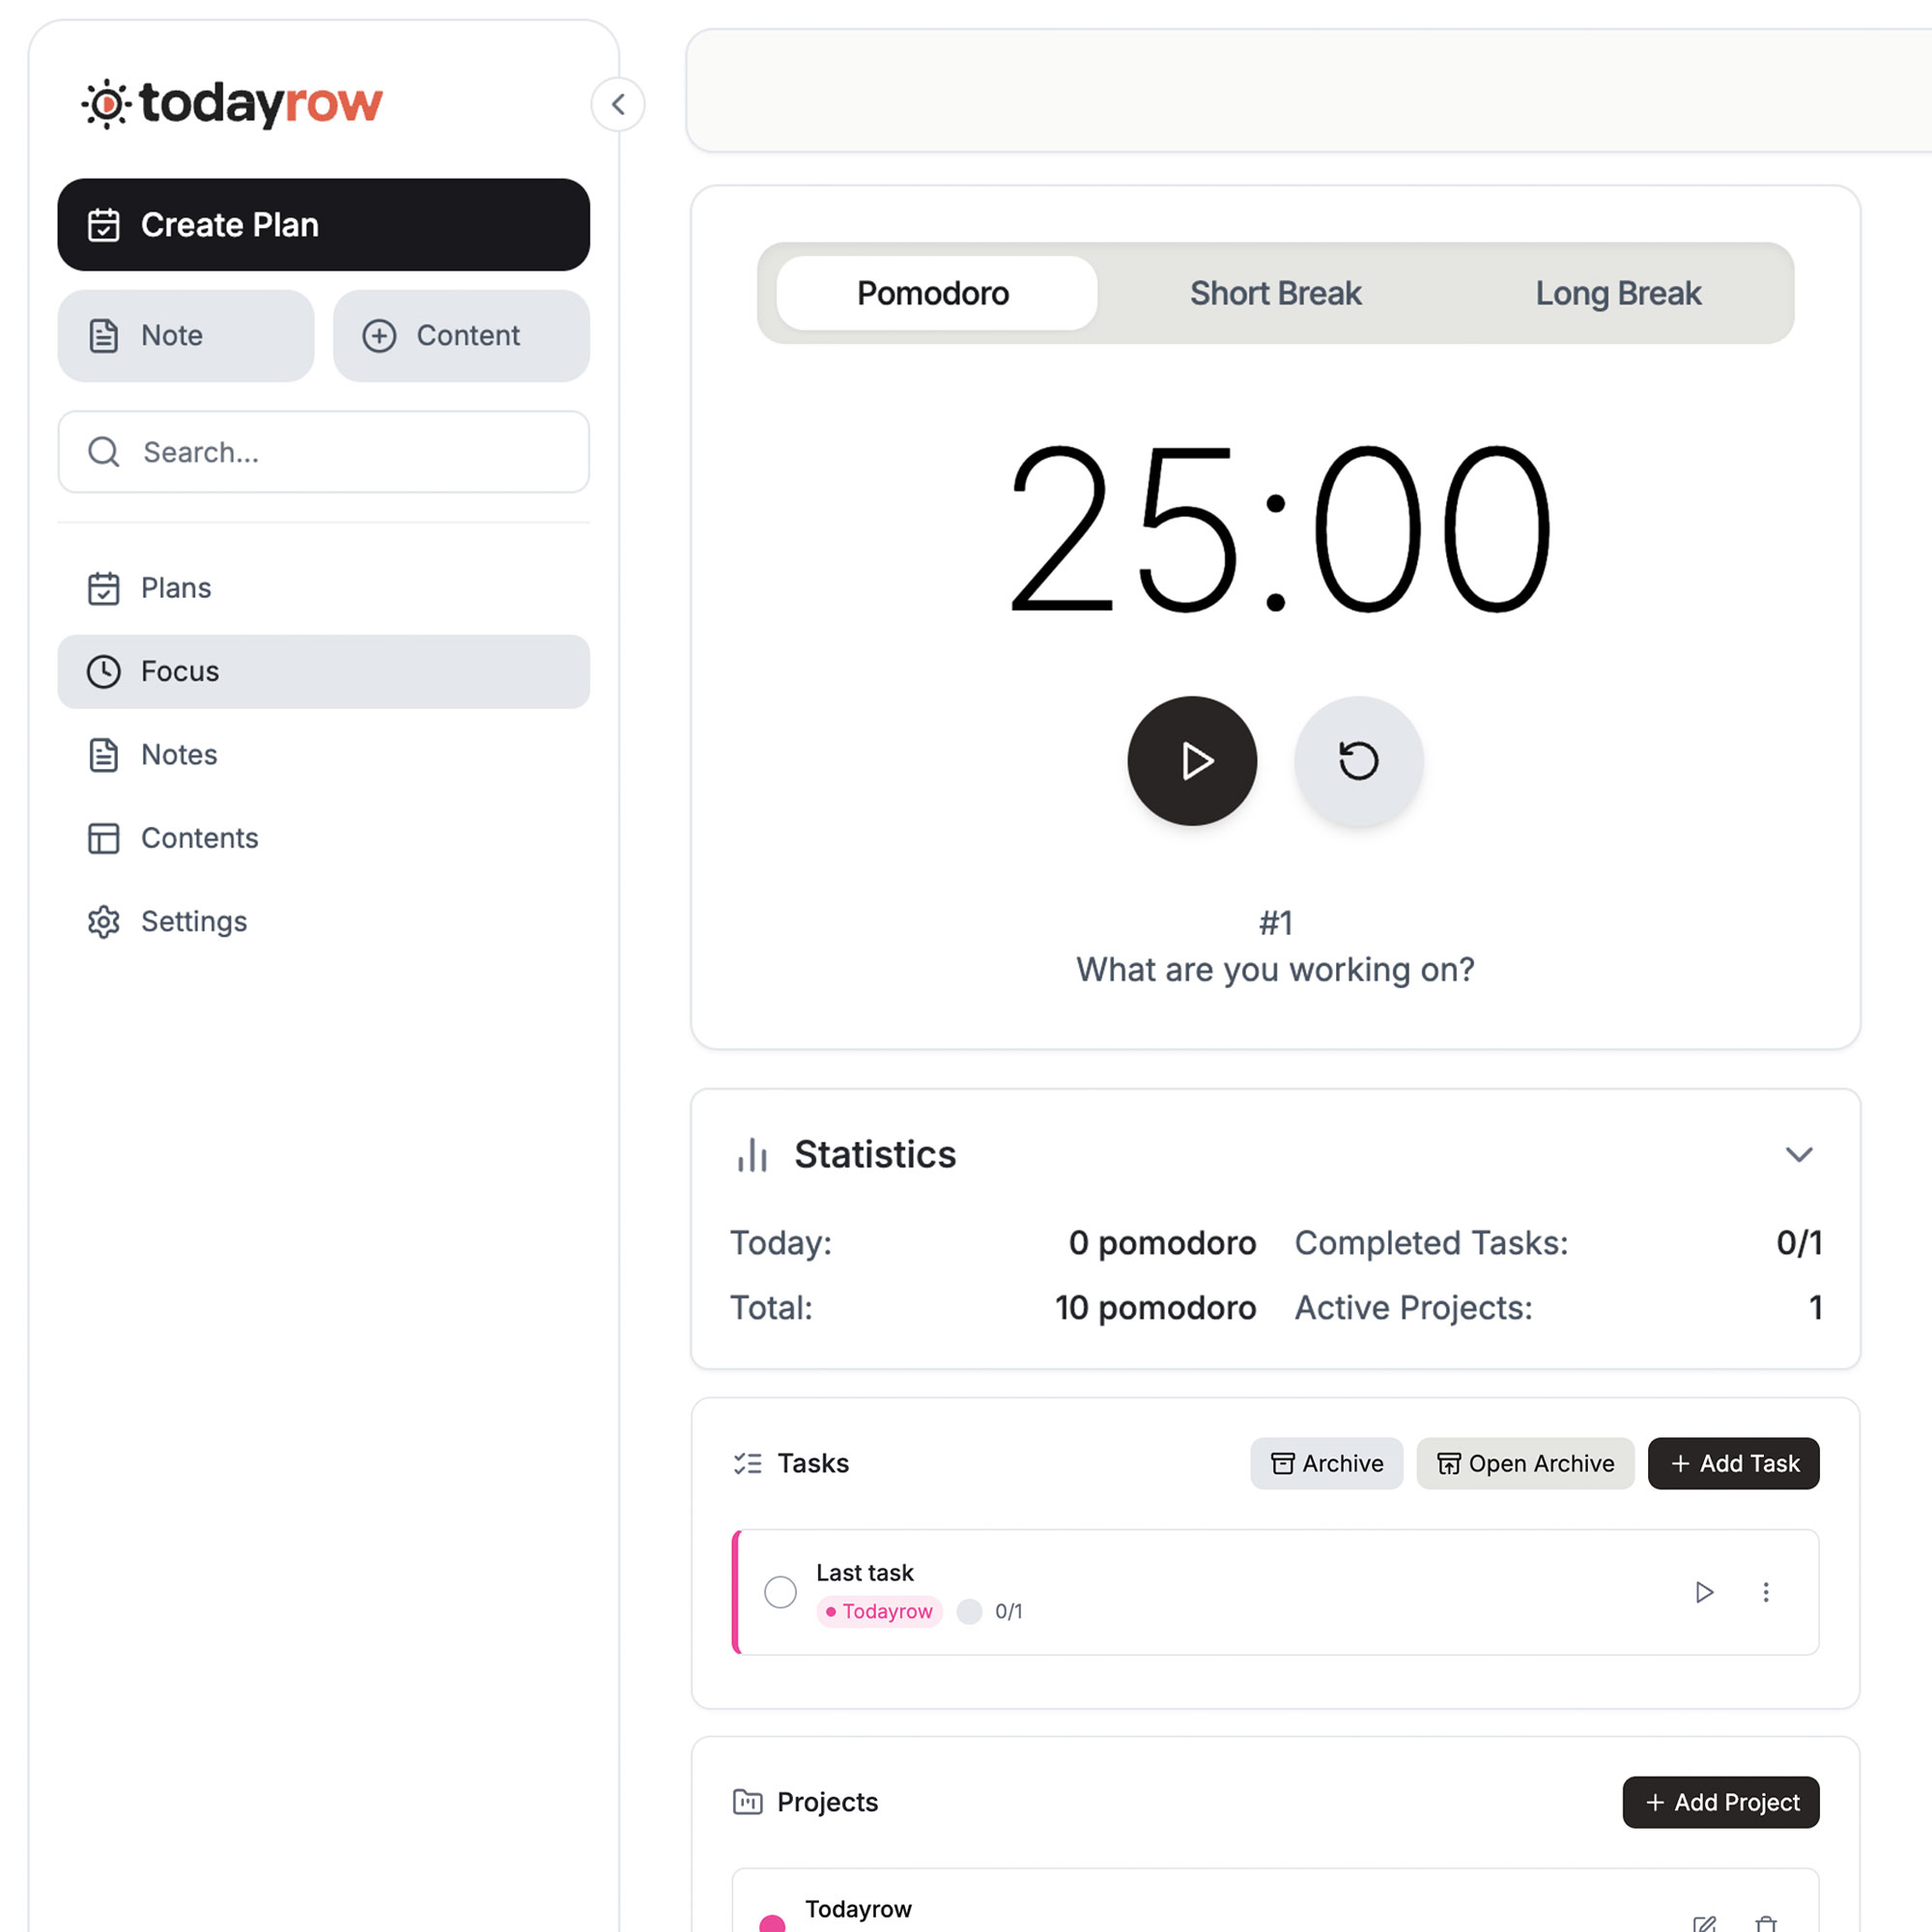 todayrow
Create Plan
Note
Content
Search...
Plans
Focus
Notes
Contents
Settings
Pomodoro
Short Break
Long Break
25:00
#1
What are you working on?
Statistics
Today: 0 pomodoro
Completed Tasks: 0/1
Total: 10 pomodoro
Active Projects: 1
Tasks
Archive
Open Archive
+ Add Task
Last task
Todayrow 0/1
Projects
+ Add Project
Todayrow